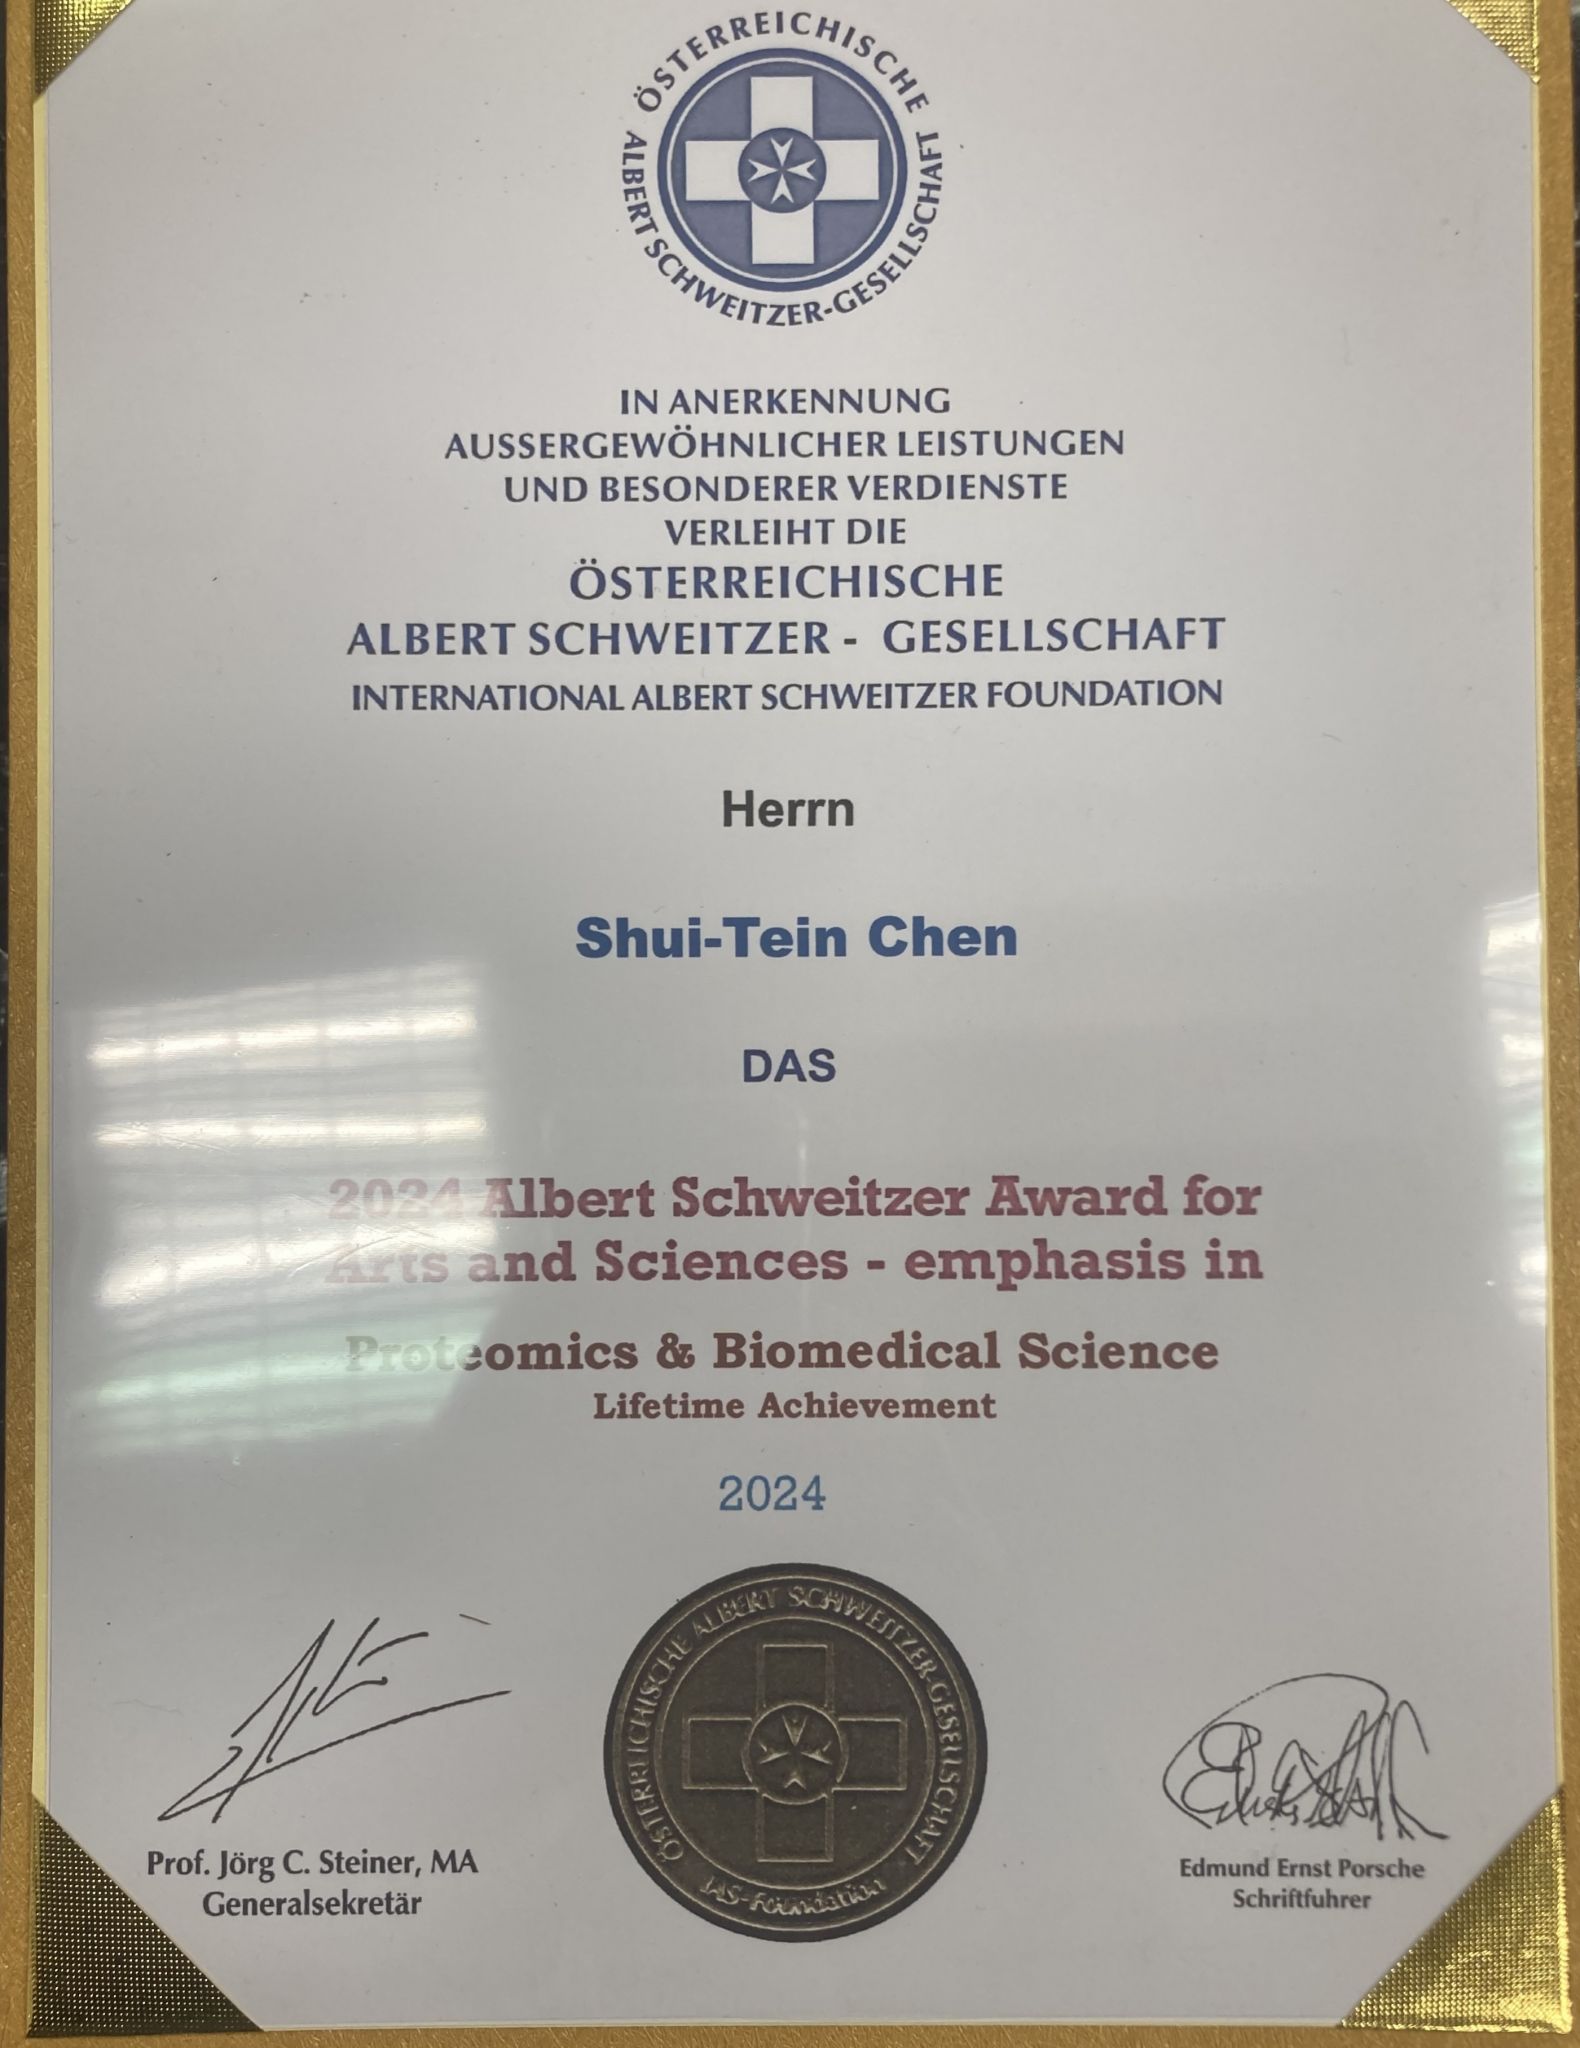 ÖSTERREICHISCHE
ALBERT SCHWEITZER-GESELLSCHAFT
IN ANERKENNUNG
AUSSERGEWÖHNLICHER LEISTUNGEN
UND BESONDERER VERDIENSTE
VERLEIHT DIE
ÖSTERREICHISCHE
ALBERT SCHWEITZER - GESELLSCHAFT
INTERNATIONAL ALBERT SCHWEITZER FOUNDATION
Herrn
Shui-Tein Chen
DAS
2024 Albert Schweitzer Award for
Arts and Sciences - emphasis in
Proteomics & Biomedical Science
Lifetime Achievement
2024
ÖSTERREICHISCHE ALBERT SCHWEITZER-GESELLSCHAFT
IAS-Foundation
Prof. Jörg C. Steiner, MA
Generalsekretär
Edmund Ernst Porsche
Schriftfuhrer